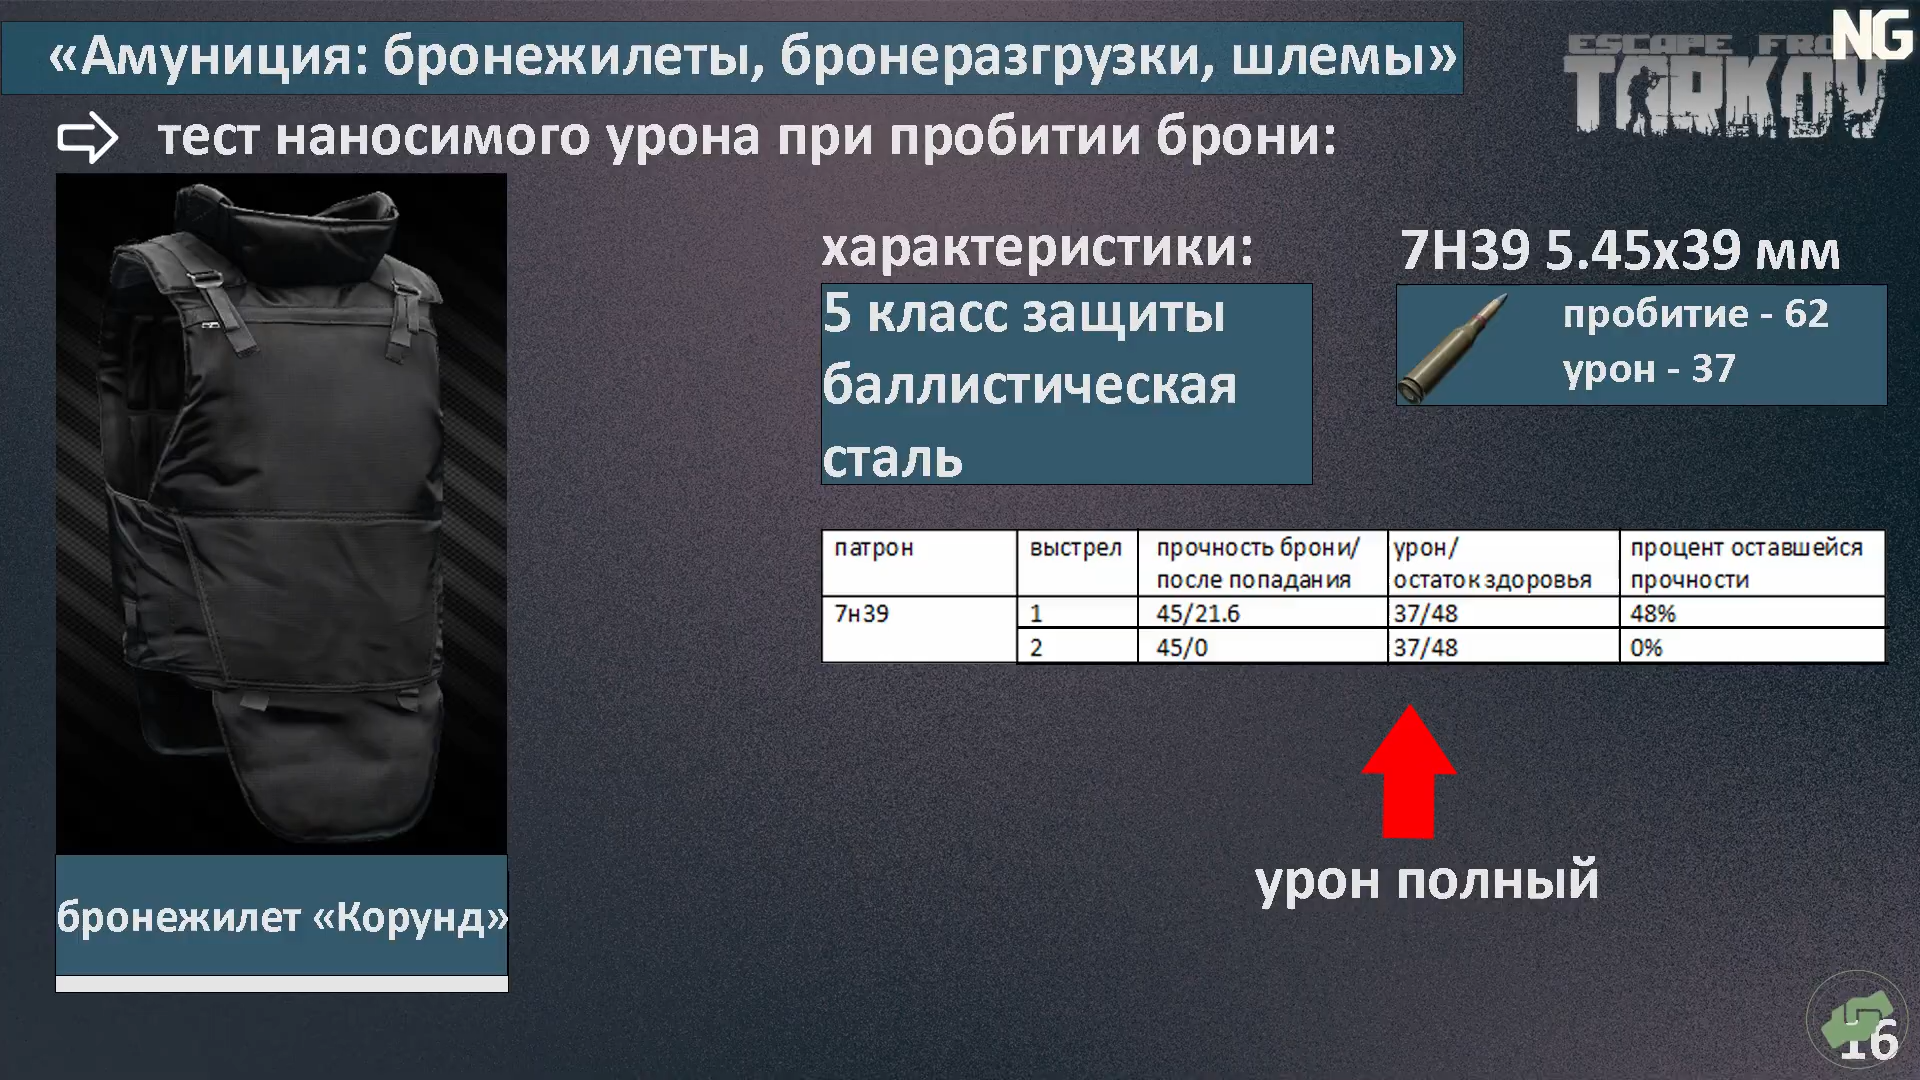 «Амуниция: бронежилеты, бронеразгрузки, шлемы»
NG
ESCAPE FRO
TARKOV
тест наносимого урона при пробитии брони:
характеристики:
5 класс защиты
баллистическая
сталь
7Н39 5.45х39 мм
пробитие - 62
урон - 37
патрон выстрел прочность брони/ урон/ процент оставшейся
после попадания остаток здоровья прочности
7н39 1 45/21.6 37/48 48%
2 45/0 37/48 0%
урон полный
бронежилет «Корунд»
16